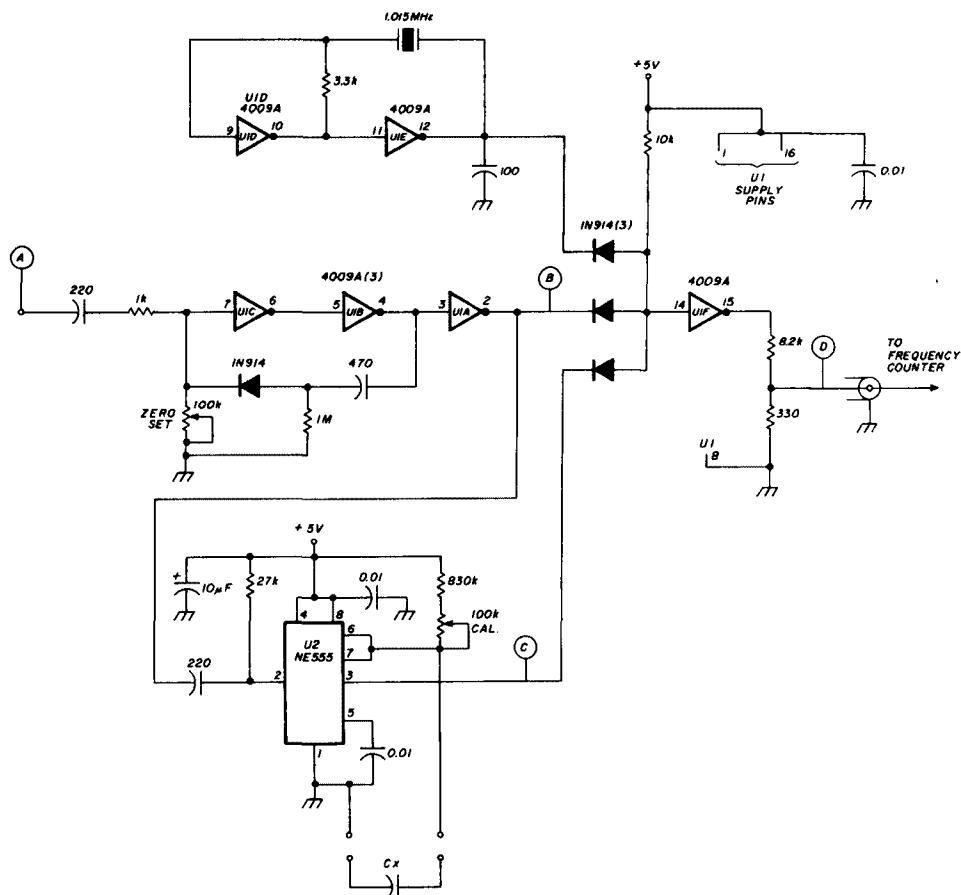 1.015MHz
3.3k
U1D
4009A
9
U1D
10
4009A
11
U1E
12
100
+5V
10k
1
16
U1
SUPPLY
PINS
0.01
1N914(3)
A
220
1k
7
U1C
6
4009A(3)
5
U1B
4
3
U1A
2
B
4009A
14
U1F
15
8.2k
D
TO
FREQUENCY
COUNTER
330
U1
8
1N914
470
ZERO
SET
100k
1M
+5V
+
10µF
27k
0.01
830k
100k
CAL.
4
8
6
7
U2
NE555
220
2
3
C
5
0.01
1
Cx